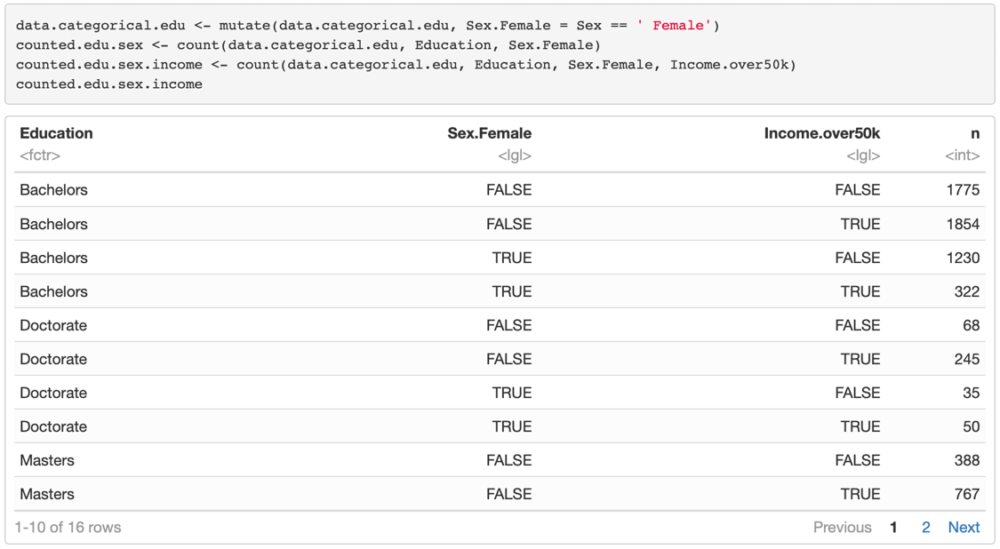 data.categorical.edu <- mutate(data.categorical.edu, Sex.Female = Sex == ' Female')
counted.edu.sex <- count(data.categorical.edu, Education, Sex.Female)
counted.edu.sex.income <- count(data.categorical.edu, Education, Sex.Female, Income.over50k)
counted.edu.sex.income
Education Sex.Female Income.over50k n
<fctr> <lgl> <lgl> <int>
Bachelors FALSE FALSE 1775
Bachelors FALSE TRUE 1854
Bachelors TRUE FALSE 1230
Bachelors TRUE TRUE 322
Doctorate FALSE FALSE 68
Doctorate FALSE TRUE 245
Doctorate TRUE FALSE 35
Doctorate TRUE TRUE 50
Masters FALSE FALSE 388
Masters FALSE TRUE 767
1-10 of 16 rows Previous 1 2 Next